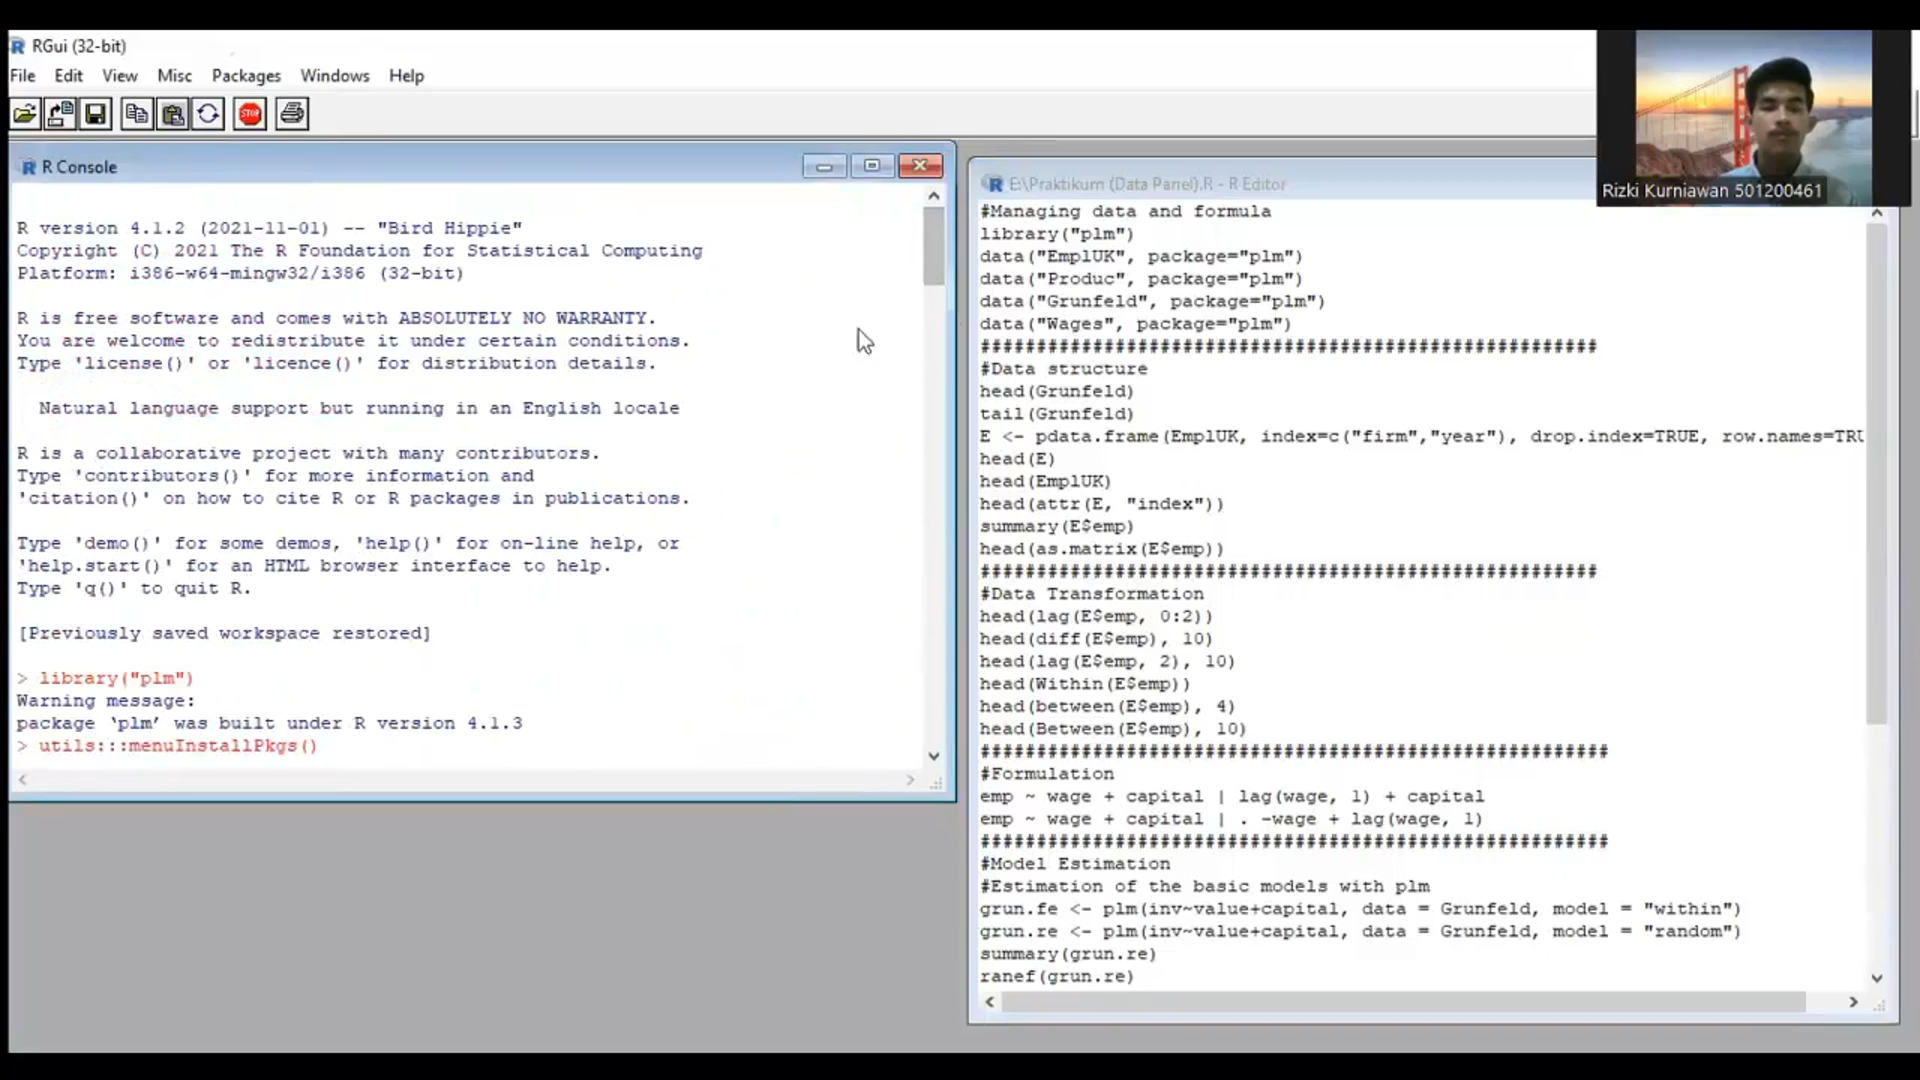 RGui (32-bit)
File Edit View Misc Packages Windows Help
STOP
R Console
R version 4.1.2 (2021-11-01) -- "Bird Hippie"
Copyright (C) 2021 The R Foundation for Statistical Computing
Platform: i386-w64-mingw32/i386 (32-bit)
R is free software and comes with ABSOLUTELY NO WARRANTY.
You are welcome to redistribute it under certain conditions.
Type 'license()' or 'licence()' for distribution details.
Natural language support but running in an English locale
R is a collaborative project with many contributors.
Type 'contributors()' for more information and
'citation()' on how to cite R or R packages in publications.
Type 'demo()' for some demos, 'help()' for on-line help, or
'help.start()' for an HTML browser interface to help.
Type 'q()' to quit R.
[Previously saved workspace restored]
> library("plm")
Warning message:
package ‘plm’ was built under R version 4.1.3
> utils:::menuInstallPkgs()
E:\Praktikum (Data Panel).R - R Editor
#Managing data and formula
library("plm")
data("EmplUK", package="plm")
data("Produc", package="plm")
data("Grunfeld", package="plm")
data("Wages", package="plm")
#######################################################
#Data structure
head(Grunfeld)
tail(Grunfeld)
E <- pdata.frame(EmplUK, index=c("firm","year"), drop.index=TRUE, row.names=TRU
head(E)
head(EmplUK)
head(attr(E, "index"))
summary(E$emp)
head(as.matrix(E$emp))
#######################################################
#Data Transformation
head(lag(E$emp, 0:2))
head(diff(E$emp), 10)
head(lag(E$emp, 2), 10)
head(Within(E$emp))
head(between(E$emp), 4)
head(Between(E$emp), 10)
########################################################
#Formulation
emp ~ wage + capital | lag(wage, 1) + capital
emp ~ wage + capital | . -wage + lag(wage, 1)
########################################################
#Model Estimation
#Estimation of the basic models with plm
grun.fe <- plm(inv~value+capital, data = Grunfeld, model = "within")
grun.re <- plm(inv~value+capital, data = Grunfeld, model = "random")
summary(grun.re)
ranef(grun.re)
Rizki Kurniawan 501200461